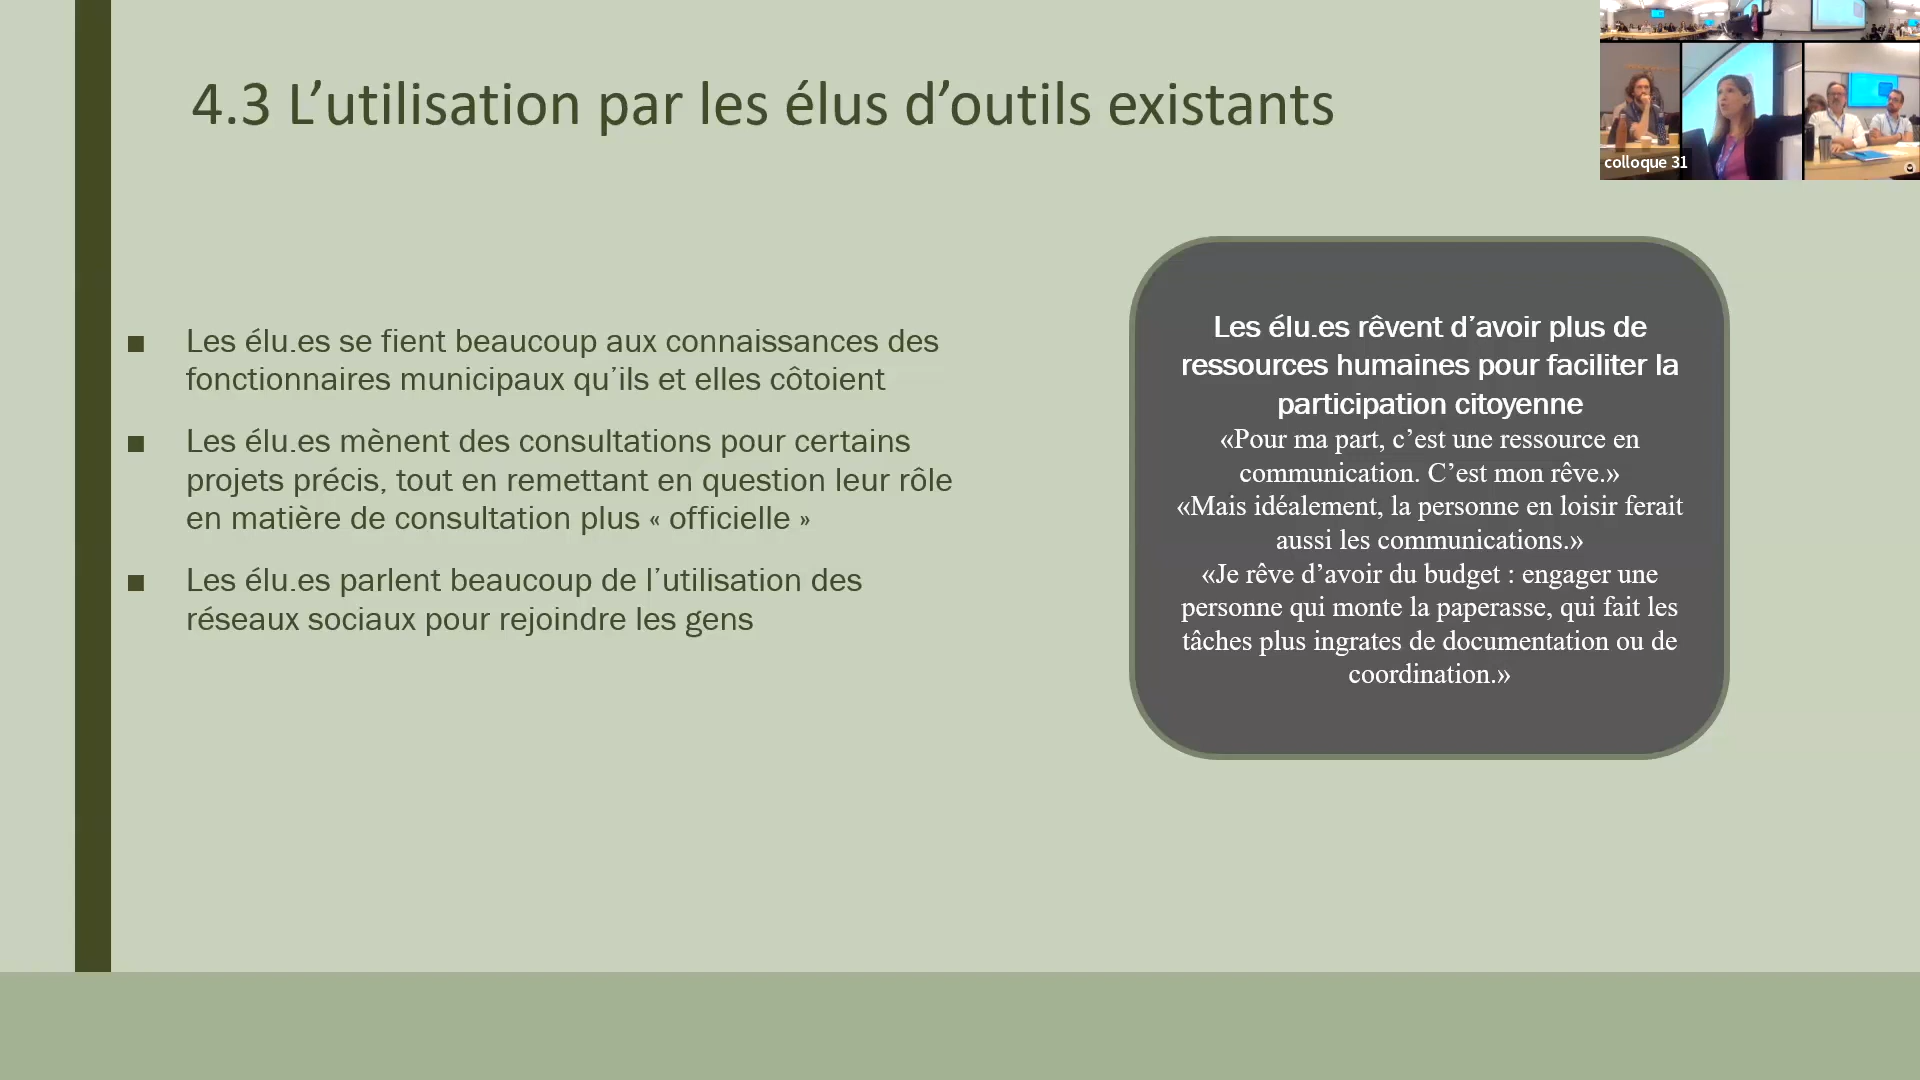 4.3 L’utilisation par les élus d’outils existants
colloque 31
■ Les élu.es se fient beaucoup aux connaissances des
fonctionnaires municipaux qu’ils et elles côtoient
■ Les élu.es mènent des consultations pour certains
projets précis, tout en remettant en question leur rôle
en matière de consultation plus « officielle »
■ Les élu.es parlent beaucoup de l’utilisation des
réseaux sociaux pour rejoindre les gens
Les élu.es rêvent d’avoir plus de
ressources humaines pour faciliter la
participation citoyenne
«Pour ma part, c’est une ressource en
communication. C’est mon rêve.»
«Mais idéalement, la personne en loisir ferait
aussi les communications.»
«Je rêve d’avoir du budget : engager une
personne qui monte la paperasse, qui fait les
tâches plus ingrates de documentation ou de
coordination.»